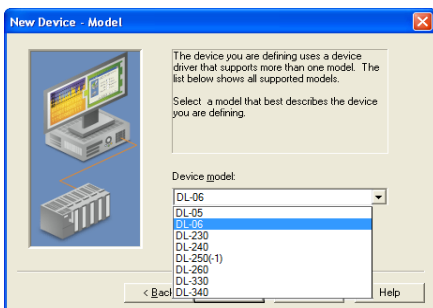 New Device - Model
The device you are defining uses a device
driver that supports more than one model. The
list below shows all supported models.
Select a model that best describes the device
you are defining.
Device model:
DL-06
DL-05
DL-06
DL-230
DL-240
DL-250(-1)
DL-260
DL-330
DL-340
< Bac
Help